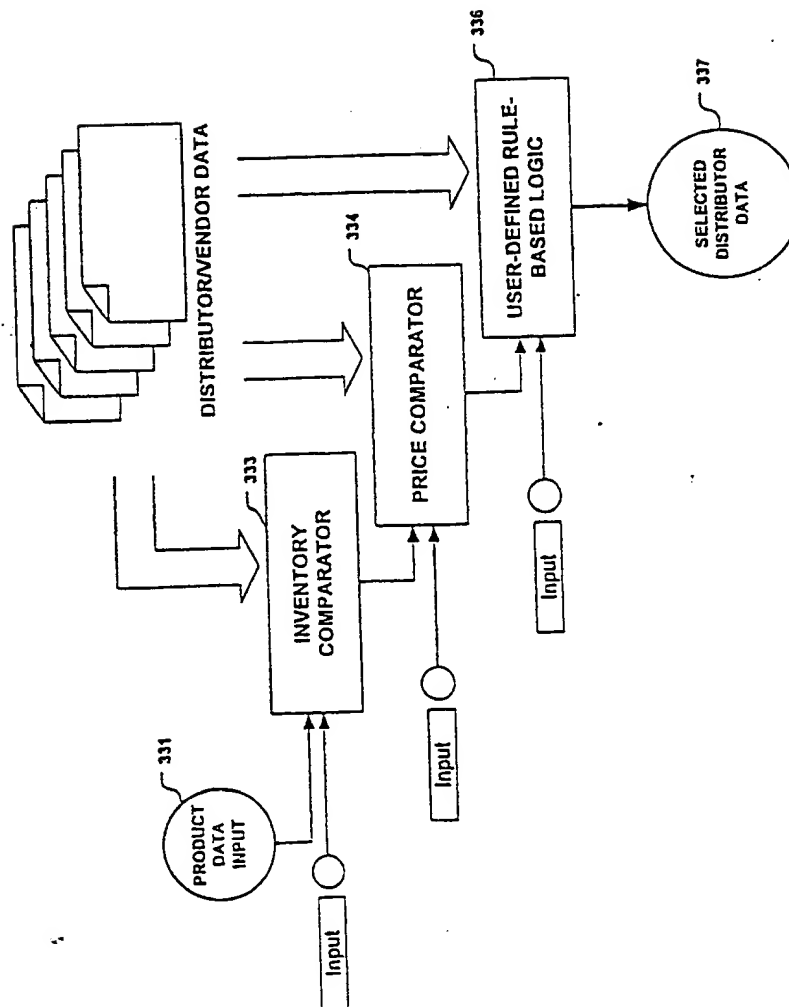 331
PRODUCT
DATA
INPUT
Input
333
INVENTORY
COMPARATOR
Input
DISTRIBUTOR/VENDOR DATA
334
PRICE COMPARATOR
Input
336
USER-DEFINED RULE-
BASED LOGIC
337
SELECTED
DISTRIBUTOR
DATA